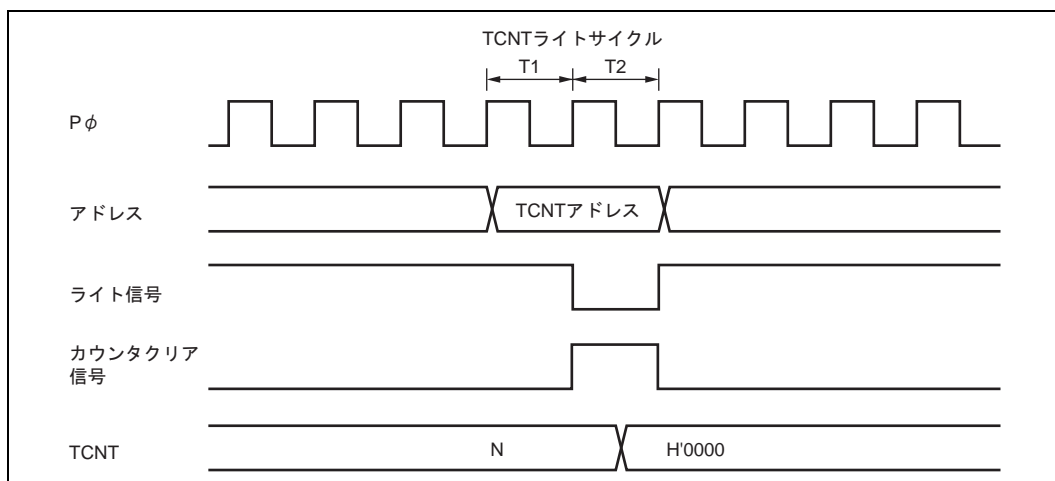 TCNTライトサイクル
T1 T2
Pφ
アドレス TCNTアドレス
ライト信号
カウンタクリア
信号
TCNT N H'0000